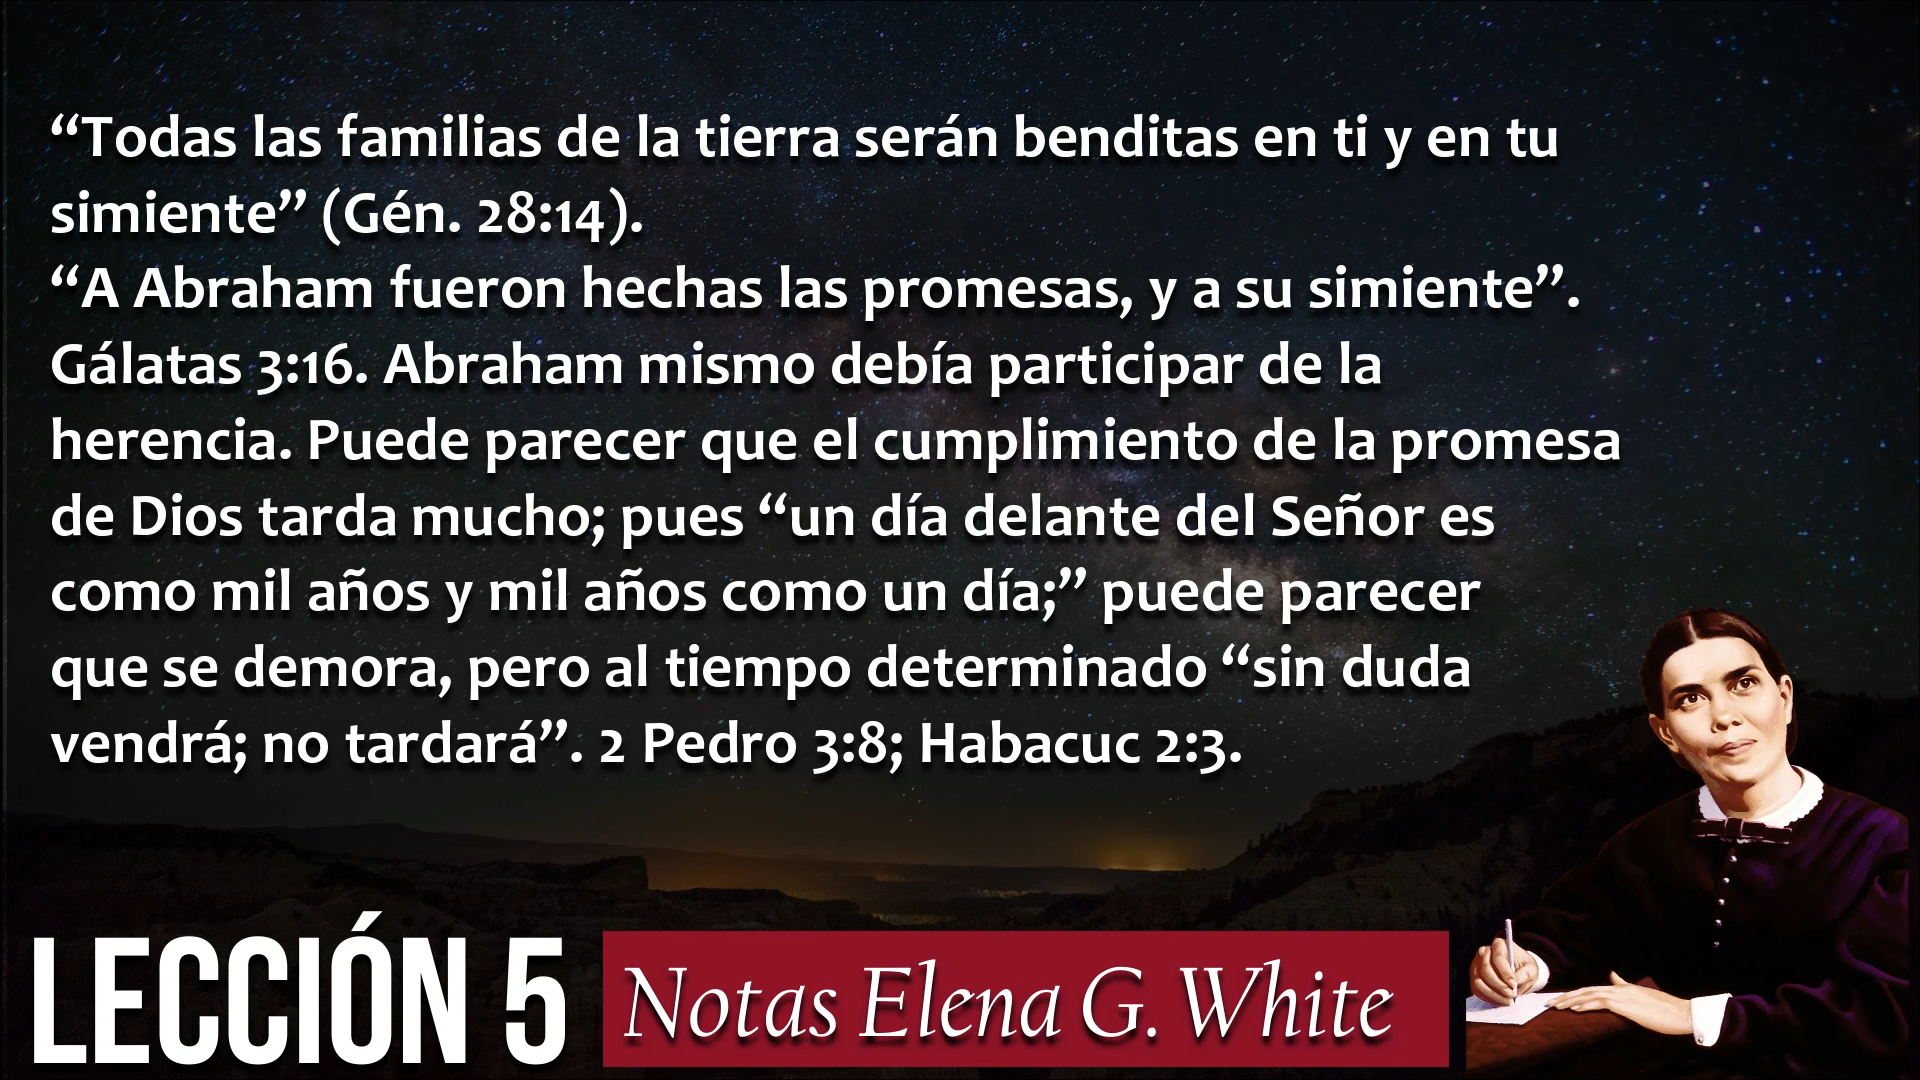 “Todas las familias de la tierra serán benditas en ti y en tu
simiente” (Gén. 28:14).
“A Abraham fueron hechas las promesas, y a su simiente”.
Gálatas 3:16. Abraham mismo debía participar de la
herencia. Puede parecer que el cumplimiento de la promesa
de Dios tarda mucho; pues “un día delante del Señor es
como mil años y mil años como un día;” puede parecer
que se demora, pero al tiempo determinado “sin duda
vendrá; no tardará”. 2 Pedro 3:8; Habacuc 2:3.
LECCIÓN 5
Notas Elena G. White